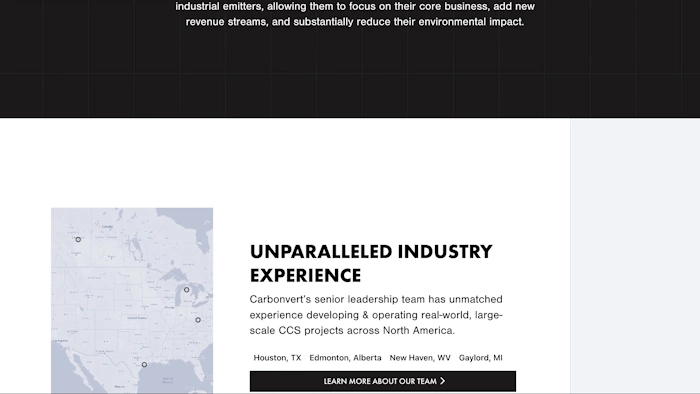 industrial emitters, allowing them to focus on their core business, add new
revenue streams, and substantially reduce their environmental impact.
UNPARALLELED INDUSTRY
EXPERIENCE
Carbonvert's senior leadership team has unmatched
experience developing & operating real-world, large-
scale CCS projects across North America.
Houston, TX Edmonton, Alberta New Haven, WV Gaylord, MI
LEARN MORE ABOUT OUR TEAM